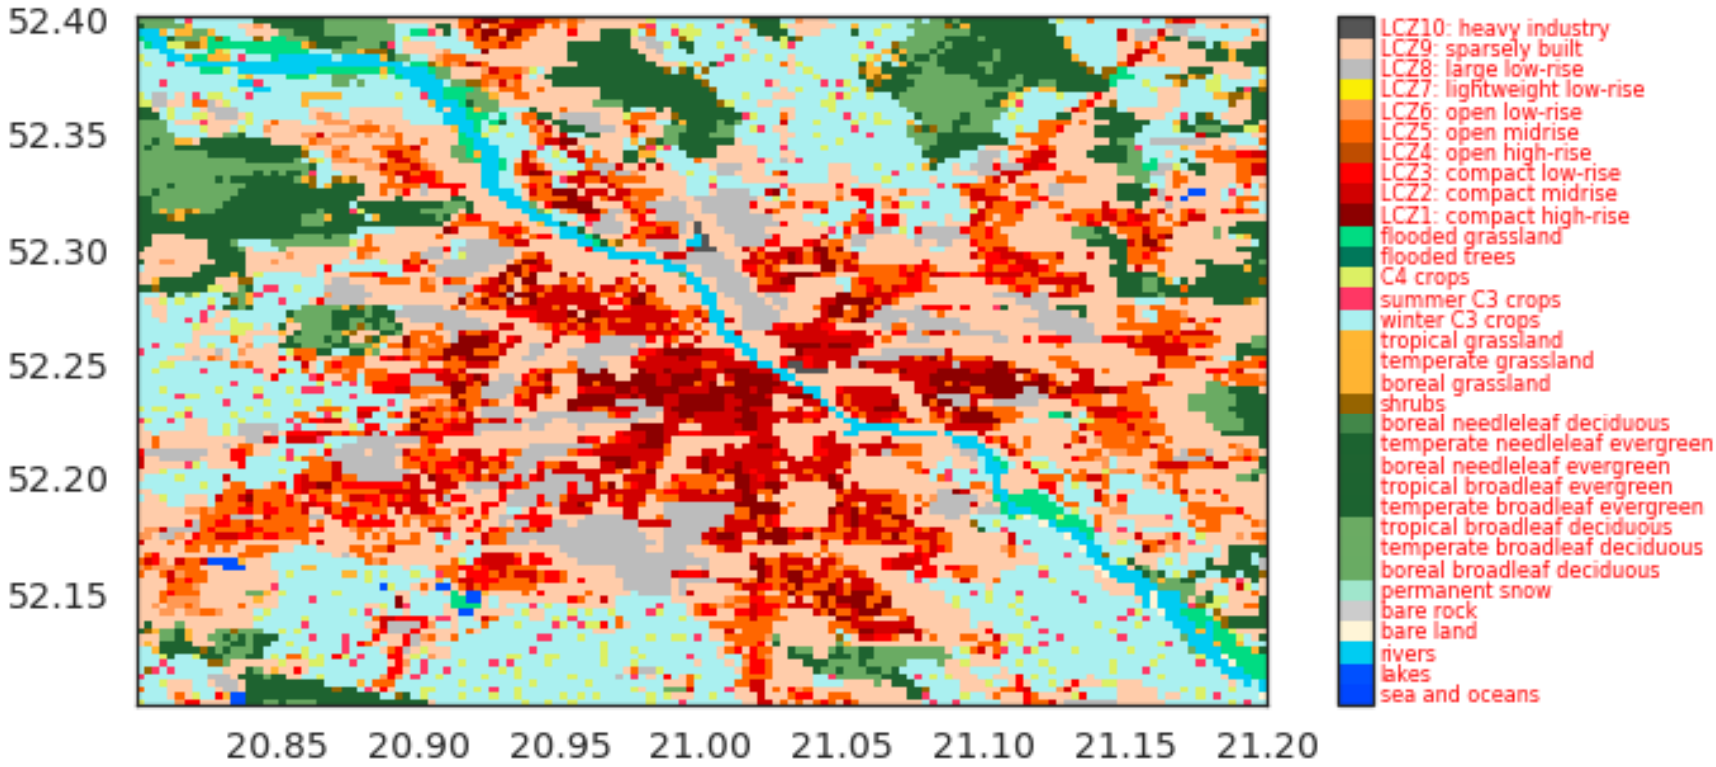 52.40
52.35
52.30
52.25
52.20
52.15
20.85 20.90 20.95 21.00 21.05 21.10 21.15 21.20
LCZ10: heavy industry
LCZ9: sparsely built
LCZ8: large low-rise
LCZ7: lightweight low-rise
LCZ6: open low-rise
LCZ5: open midrise
LCZ4: open high-rise
LCZ3: compact low-rise
LCZ2: compact midrise
LCZ1: compact high-rise
flooded grassland
flooded trees
C4 crops
summer C3 crops
winter C3 crops
tropical grassland
temperate grassland
boreal grassland
shrubs
boreal needleleaf deciduous
temperate needleleaf evergreen
boreal needleleaf evergreen
tropical broadleaf evergreen
temperate broadleaf evergreen
tropical broadleaf deciduous
temperate broadleaf deciduous
boreal broadleaf deciduous
permanent snow
bare rock
bare land
rivers
lakes
sea and oceans